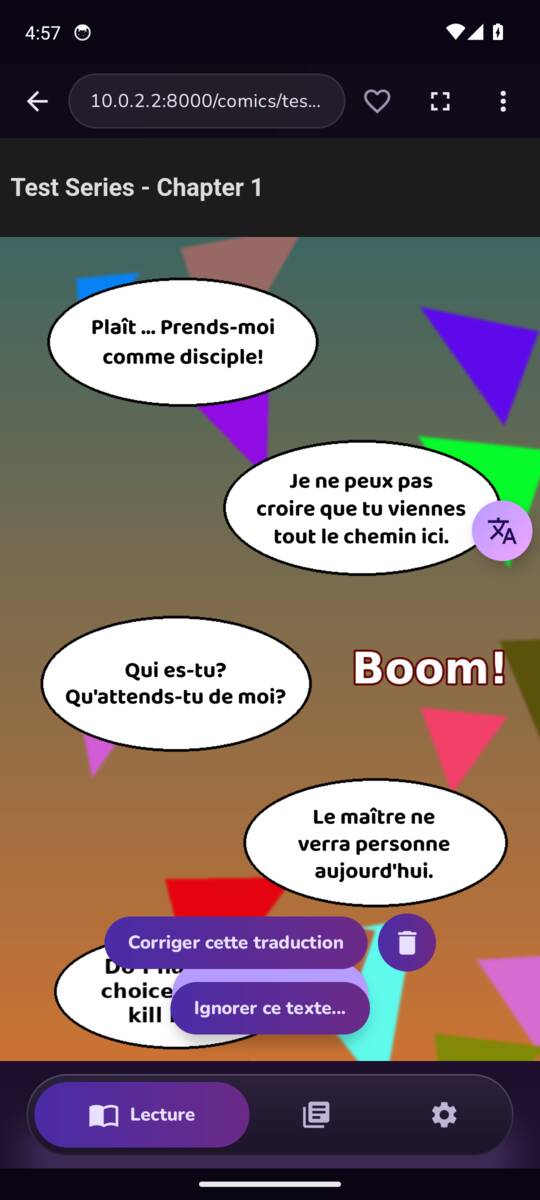 4:57
10.0.2.2:8000/comics/tes...
Test Series - Chapter 1
Plaît ... Prends-moi
comme disciple!
Je ne peux pas
croire que tu viennes
tout le chemin ici.
Qui es-tu?
Qu'attends-tu de moi?
Boom!
Le maître ne
verra personne
aujourd'hui.
Corriger cette traduction
Do I
choice
kill
Ignorer ce texte...
Lecture